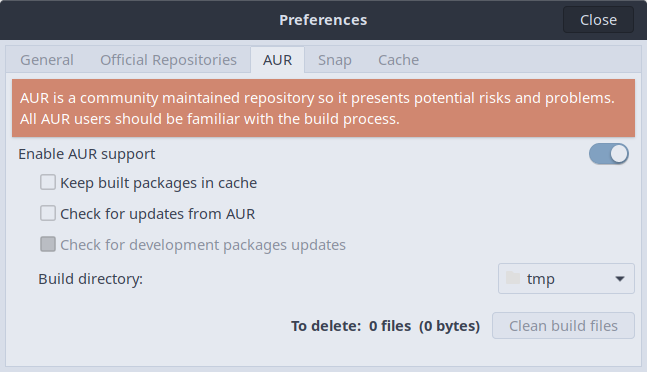 Preferences
Close
General Official Repositories AUR Snap Cache
AUR is a community maintained repository so it presents potential risks and problems.
All AUR users should be familiar with the build process.
Enable AUR support
Keep built packages in cache
Check for updates from AUR
Check for development packages updates
Build directory: tmp
To delete: 0 files (0 bytes) Clean build files